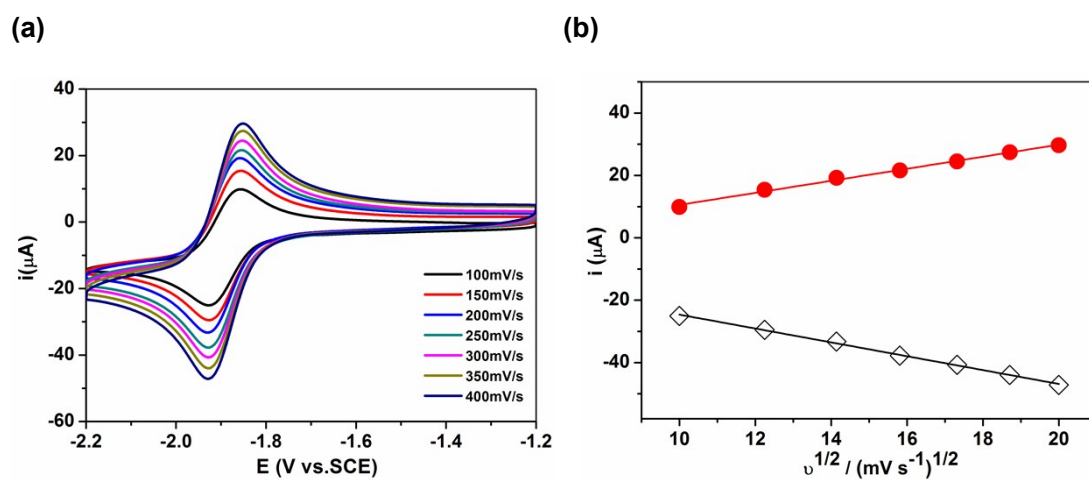 (a)
(b)
i(μA)
40
20
0
-20
-40
-60
-2.2
-2.0
-1.8
-1.6
-1.4
-1.2
E (V vs.SCE)
100mV/s
150mV/s
200mV/s
250mV/s
300mV/s
350mV/s
400mV/s
i (μA)
40
20
0
-20
-40
10
12
14
16
18
20
υ^1/2 / (mV s^-1)^1/2